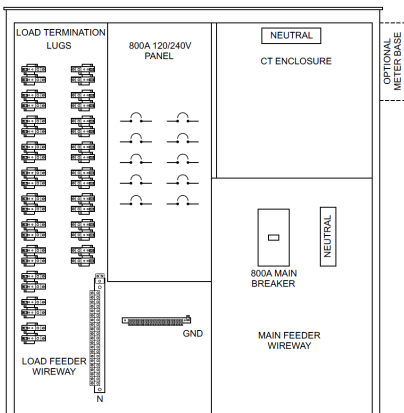 LOAD TERMINATION
LUGS
800A 120/240V
PANEL
NEUTRAL
CT ENCLOSURE
OPTIONAL
METER BASE
NEUTRAL
800A MAIN
BREAKER
GND
MAIN FEEDER
WIREWAY
LOAD FEEDER
WIREWAY
N